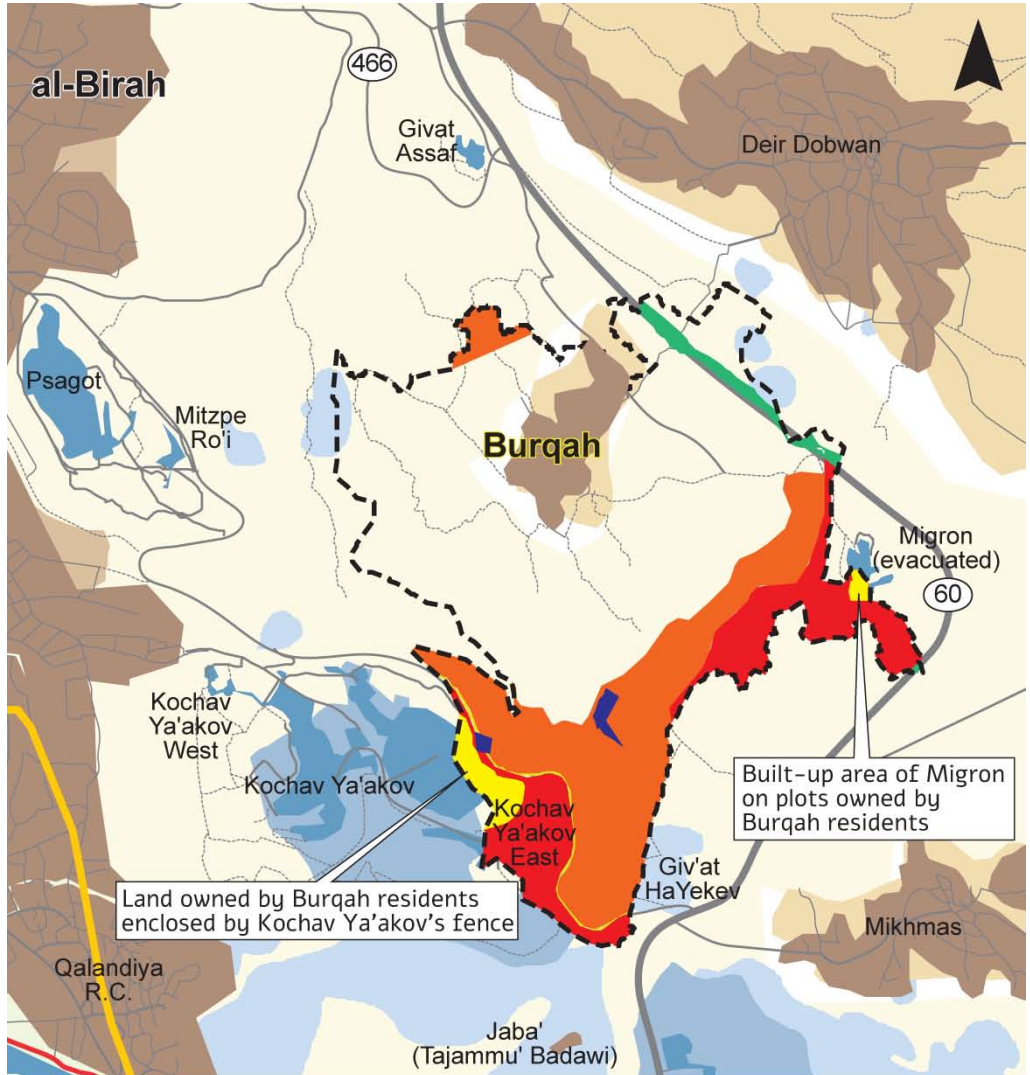 466
al-Birah
Givat
Assaf
Deir Dobwan
Psagot
Mitzpe
Ro'i
Burqah
Migron
(evacuated)
60
Kochav
Ya'akov
West
Kochav Ya'akov
Kochav
Ya'akov
East
Built-up area of Migron
on plots owned by
Burqah residents
Giv'at
HaYekev
Land owned by Burqah residents
enclosed by Kochav Ya'akov's fence
Mikhmas
Qalandiya
R.C.
Jaba'
(Tajammu' Badawi)